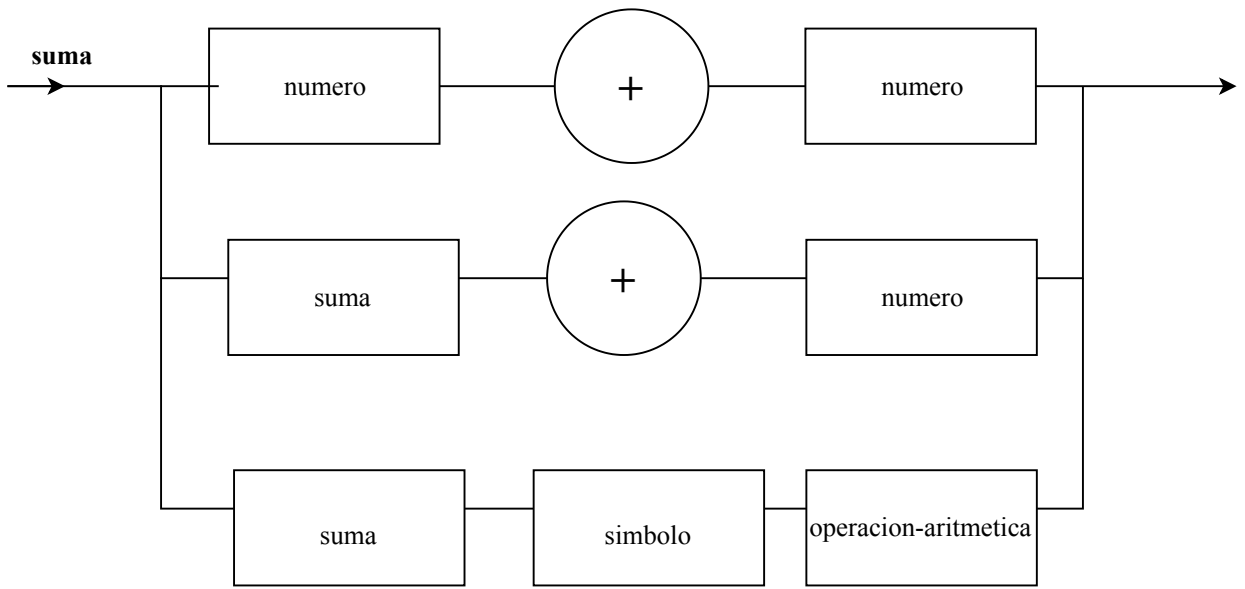 suma
numero
+
numero
suma
+
numero
suma
simbolo
operacion-aritmetica